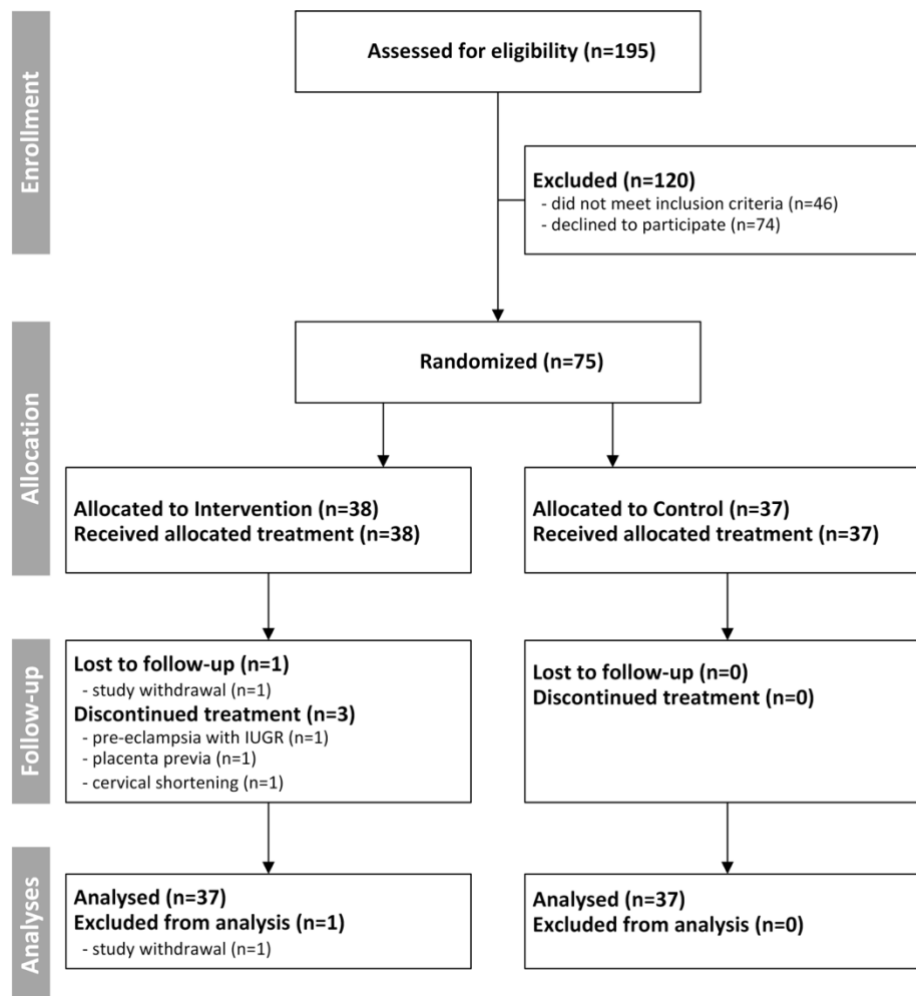 Enrollment
Assessed for eligibility (n=195)
Excluded (n=120)
- did not meet inclusion criteria (n=46)
- declined to participate (n=74)
Allocation
Randomized (n=75)
Allocated to Intervention (n=38)
Received allocated treatment (n=38)
Allocated to Control (n=37)
Received allocated treatment (n=37)
Follow-up
Lost to follow-up (n=1)
- study withdrawal (n=1)
Discontinued treatment (n=3)
- pre-eclampsia with IUGR (n=1)
- placenta previa (n=1)
- cervical shortening (n=1)
Lost to follow-up (n=0)
Discontinued treatment (n=0)
Analyses
Analysed (n=37)
Excluded from analysis (n=1)
- study withdrawal (n=1)
Analysed (n=37)
Excluded from analysis (n=0)